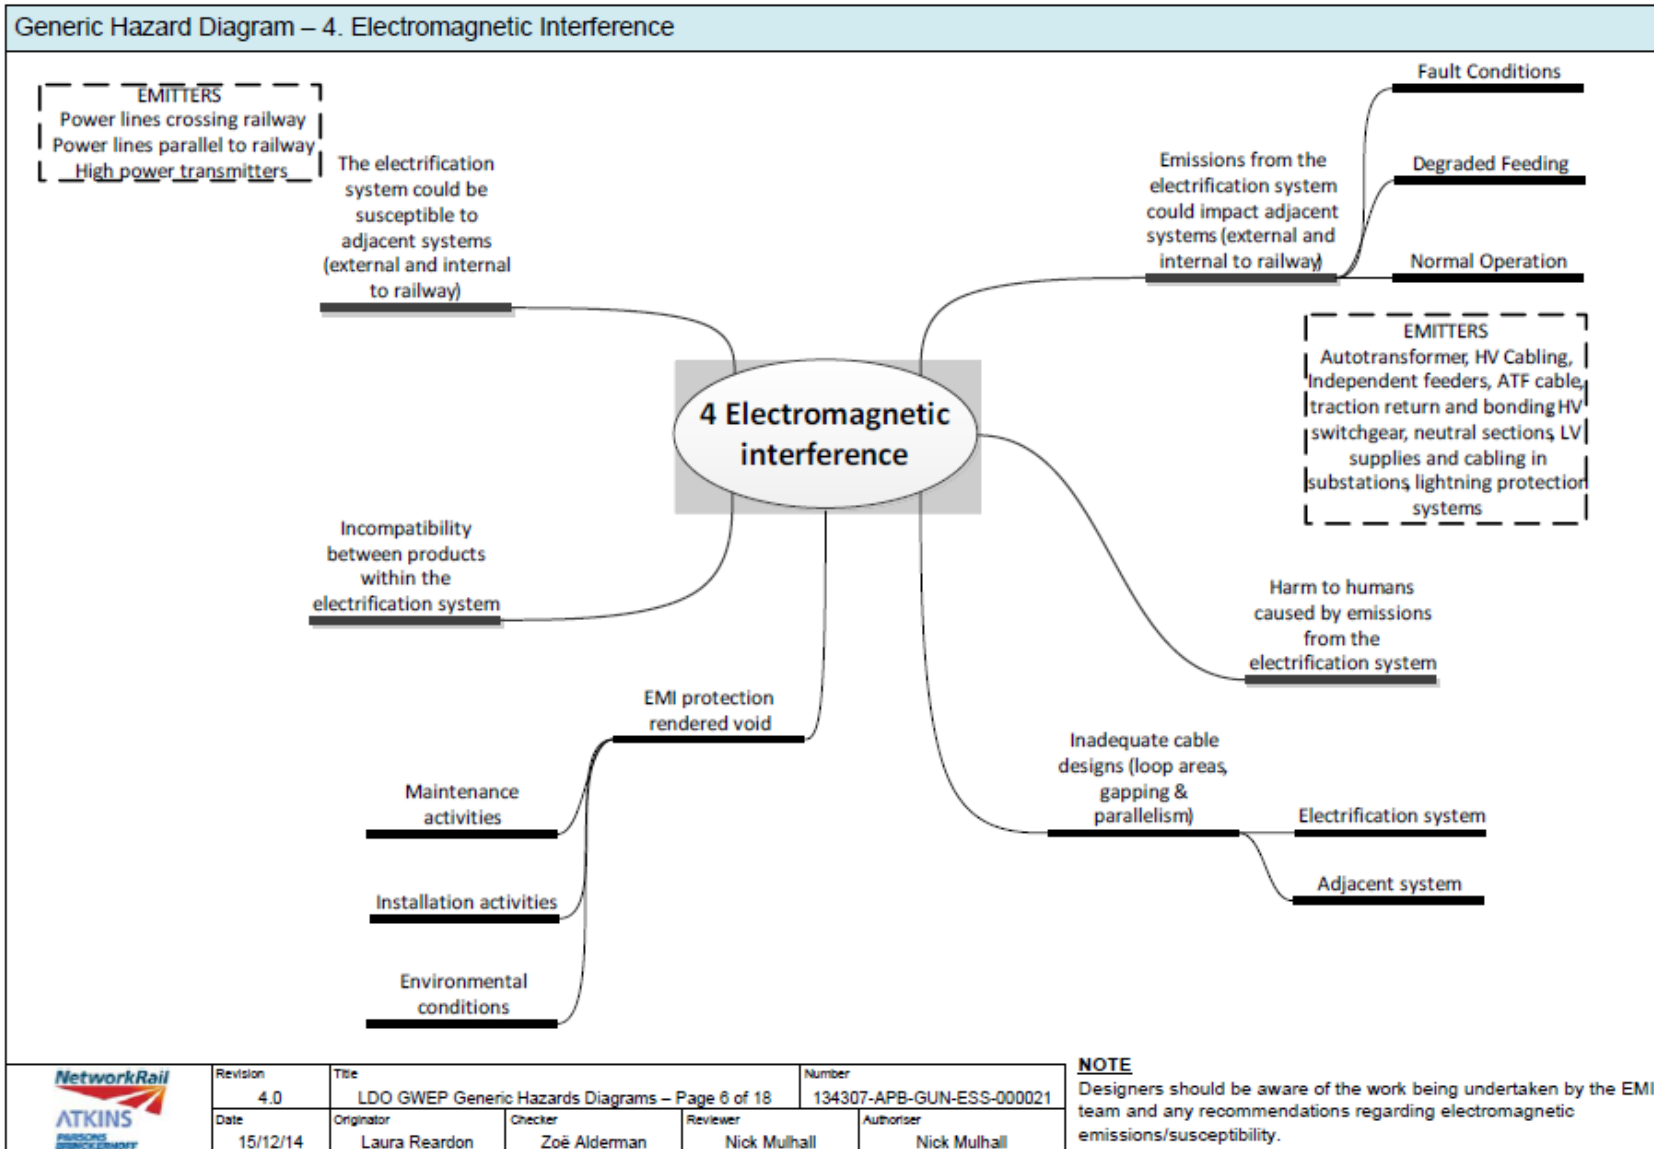 Generic Hazard Diagram – 4. Electromagnetic Interference
EMITTERS
Power lines crossing railway
Power lines parallel to railway
High power transmitters
The electrification
system could be
susceptible to
adjacent systems
(external and internal
to railway)
Emissions from the
electrification system
could impact adjacent
systems (external and
internal to railway)
Fault Conditions
Degraded Feeding
Normal Operation
EMITTERS
Autotransformer, HV Cabling,
Independent feeders, ATF cable,
traction return and bonding HV
switchgear, neutral sections, LV
supplies and cabling in
substations, lightning protection
systems
4 Electromagnetic
interference
Incompatibility
between products
within the
electrification system
Harm to humans
caused by emissions
from the
electrification system
EMI protection
rendered void
Maintenance
activities
Installation activities
Environmental
conditions
Inadequate cable
designs (loop areas,
gapping &
parallelism)
Electrification system
Adjacent system
NetworkRail
ATKINS
PARSONS
BRINCKERHOFF
Revision
4.0
Title
LDO GWEP Generic Hazards Diagrams – Page 6 of 18
Number
134307-APB-GUN-ESS-000021
Date
15/12/14
Originator
Laura Reardon
Checker
Zoë Alderman
Reviewer
Nick Mulhall
Authoriser
Nick Mulhall
NOTE
Designers should be aware of the work being undertaken by the EMI
team and any recommendations regarding electromagnetic
emissions/susceptibility.